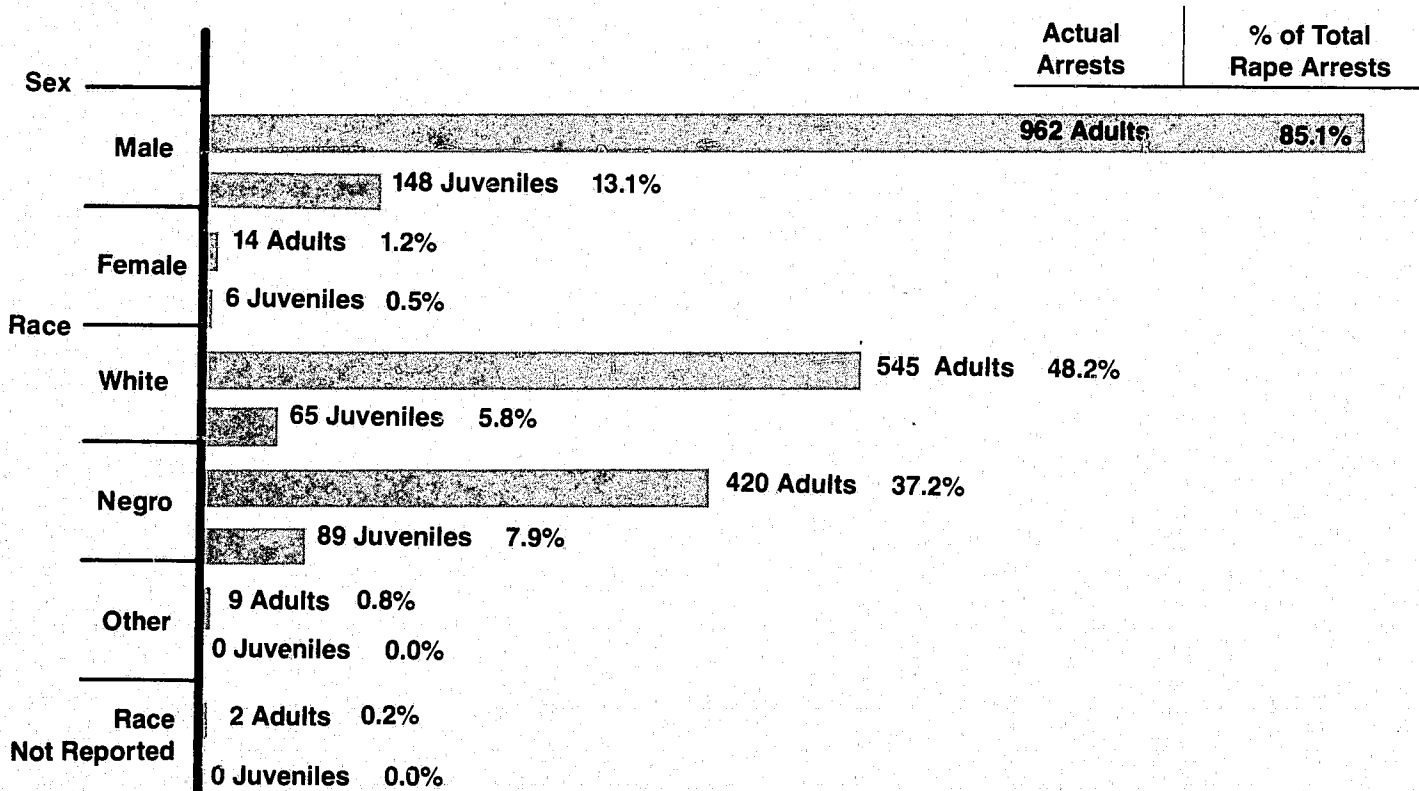 Actual Arrests % of Total Rape Arrests
Sex
Male
962 Adults 85.1%
148 Juveniles 13.1%
Female
14 Adults 1.2%
6 Juveniles 0.5%
Race
White
545 Adults 48.2%
65 Juveniles 5.8%
Negro
420 Adults 37.2%
89 Juveniles 7.9%
Other
9 Adults 0.8%
0 Juveniles 0.0%
Race
Not Reported
2 Adults 0.2%
0 Juveniles 0.0%